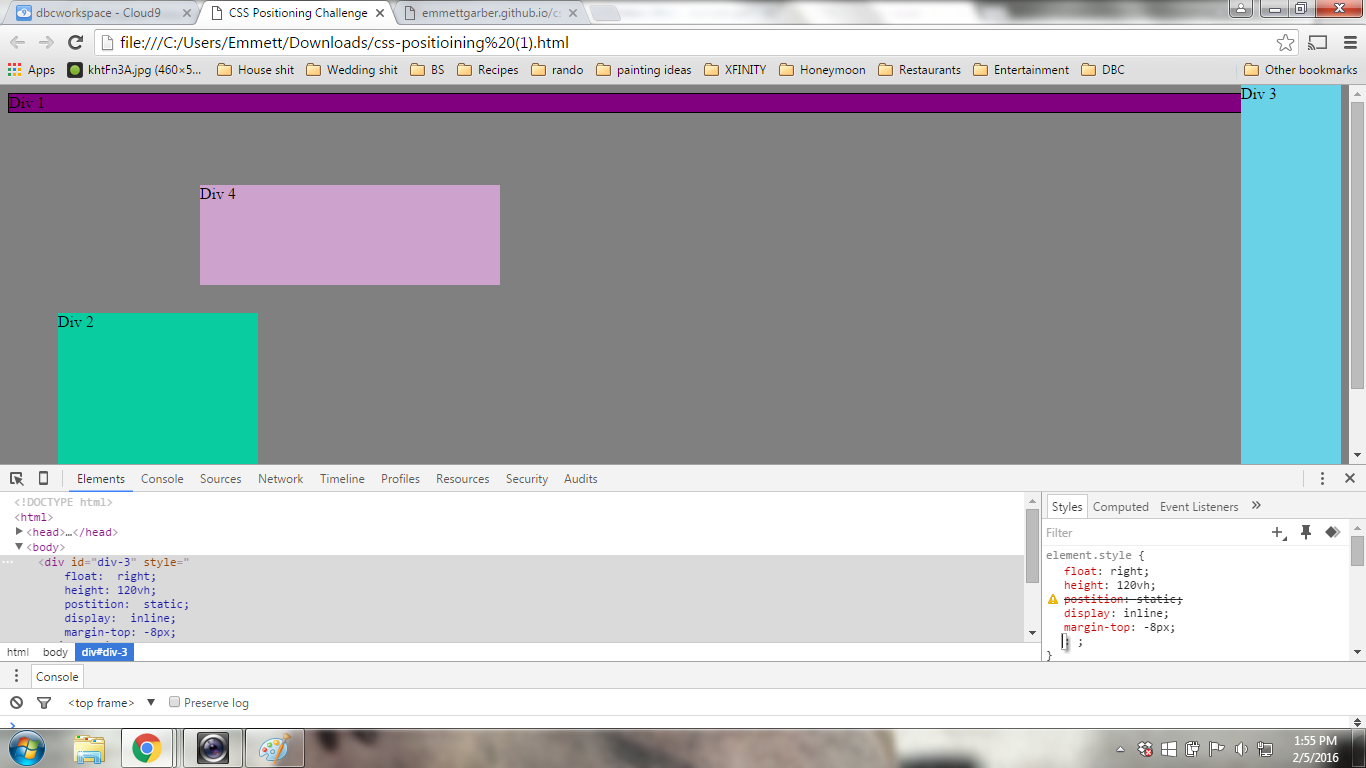 dbcworkspace - Cloud9
CSS Positioning Challenge
emmettgarber.github.io/cs
file:///C:/Users/Emmett/Downloads/css-positioining%20(1).html
Apps
khtFn3A.jpg (460×5...
House shit
Wedding shit
BS
Recipes
rando
painting ideas
XFINITY
Honeymoon
Restaurants
Entertainment
DBC
Other bookmarks
Div 1
Div 3
Div 4
Div 2
Elements Console Sources Network Timeline Profiles Resources Security Audits
<!DOCTYPE html>
<html>
<head>…</head>
<body>
<div id="div-3" style="
float:  right;
height: 120vh;
postition:  static;
display:  inline;
margin-top: -8px;
html body div#div-3
Styles Computed Event Listeners »
Filter
element.style {
float: right;
height: 120vh;
postition: static;
display: inline;
margin-top: -8px;
: ;
}
Console
<top frame> ▼ Preserve log
1:55 PM
2/5/2016